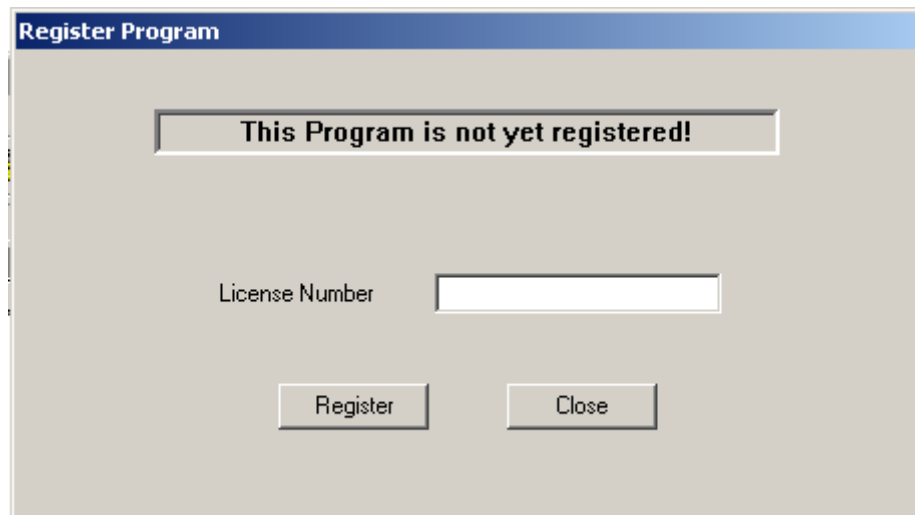 Register Program
This Program is not yet registered!
License Number
Register
Close